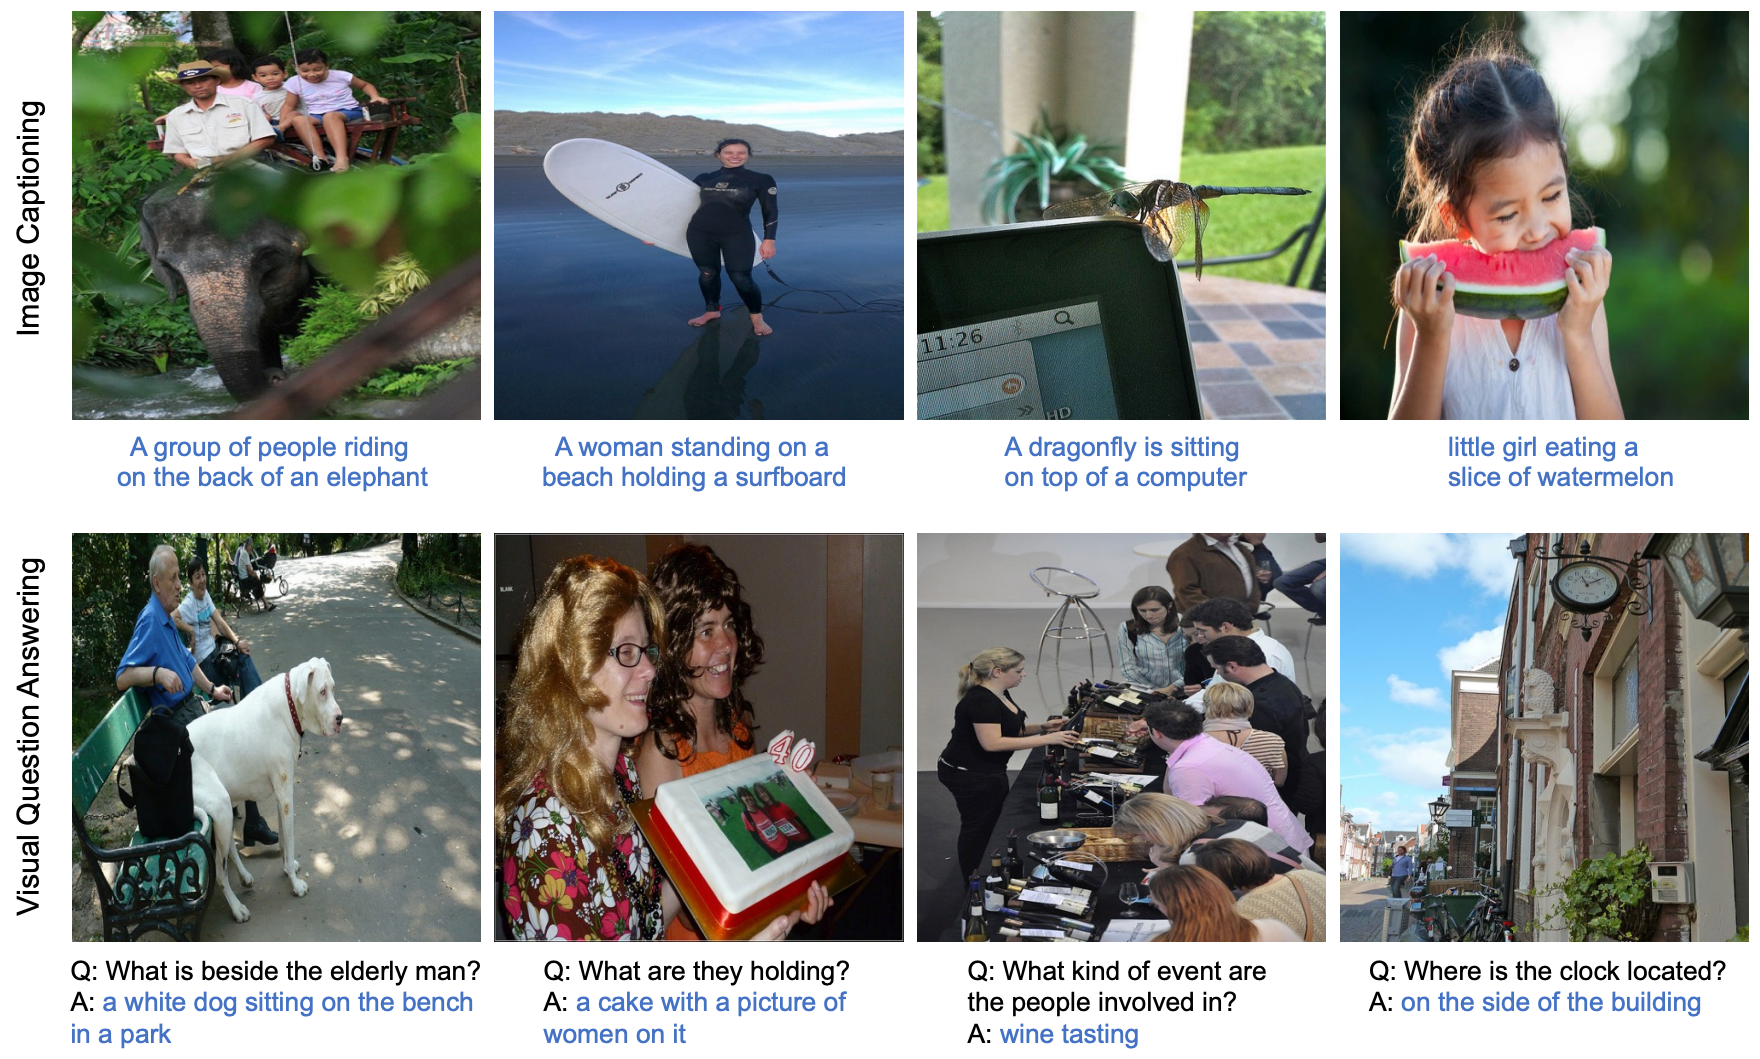 Image Captioning
11:26
HD
A group of people riding
on the back of an elephant
A woman standing on a
beach holding a surfboard
A dragonfly is sitting
on top of a computer
little girl eating a
slice of watermelon
Visual Question Answering
40
Q: What is beside the elderly man?
A: a white dog sitting on the bench
in a park
Q: What are they holding?
A: a cake with a picture of
women on it
Q: What kind of event are
the people involved in?
A: wine tasting
Q: Where is the clock located?
A: on the side of the building